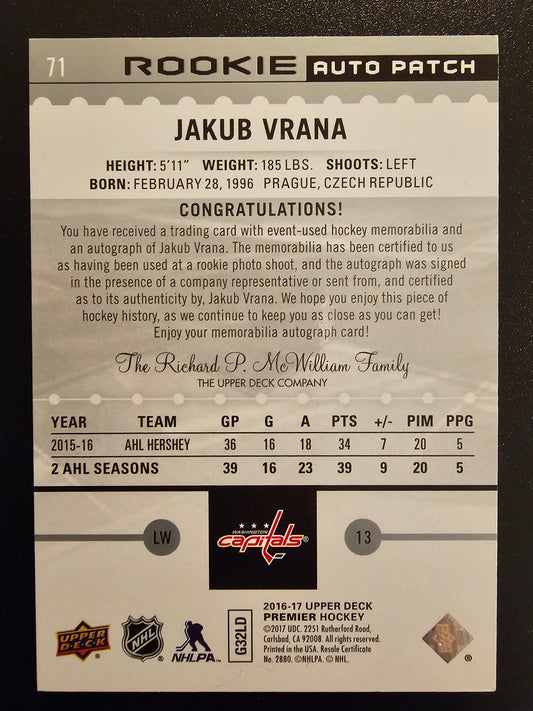 71 ROOKIE AUTO PATCH
JAKUB VRANA
HEIGHT: 5'11" WEIGHT: 185 LBS. SHOOTS: LEFT
BORN: FEBRUARY 28, 1996 PRAGUE, CZECH REPUBLIC
CONGRATULATIONS!
You have received a trading card with event-used hockey memorabilia and
an autograph of Jakub Vrana. The memorabilia has been certified to us
as having been used at a rookie photo shoot, and the autograph was signed
in the presence of a company representative or sent from, and certified
as to its authenticity by, Jakub Vrana. We hope you enjoy this piece of
hockey history, as we continue to keep you as close as you can get!
Enjoy your memorabilia autograph card!
The Richard P. McWilliam Family
THE UPPER DECK COMPANY
YEAR TEAM GP G A PTS +/- PIM PPG
2015-16 AHL HERSHEY 36 16 18 34 7 20 5
2 AHL SEASONS 39 16 23 39 9 20 5
LW WASHINGTON capitals® 13
UPPER DECK® NHL® NHLPA™ G32LD
2016-17 UPPER DECK
PREMIER HOCKEY
©2017 UDC. 2251 Rutherford Road,
Carlsbad, CA 92008. All rights reserved.
Printed in the USA. Resale Certificate
No. 2880. ©NHLPA. © NHL.
®